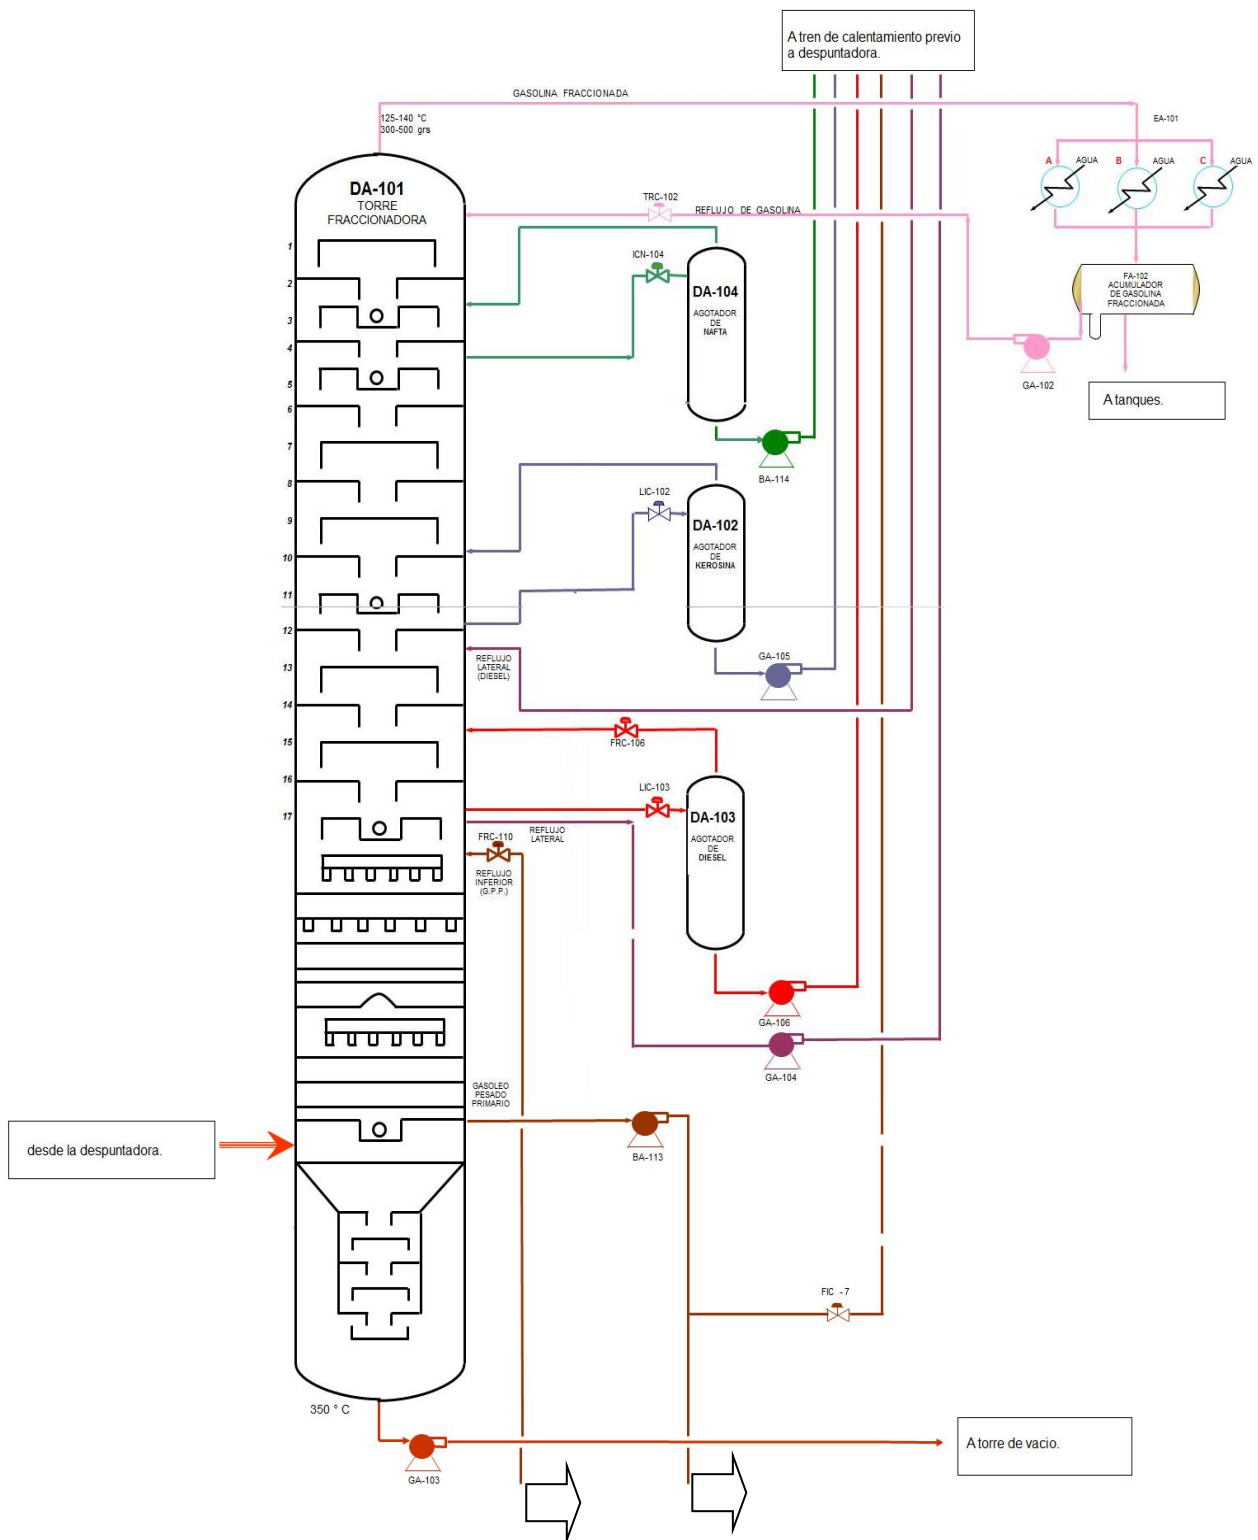 A tren de calentamiento previo
a despuntadora.
GASOLINA FRACCIONADA
125-140 °C
300-500 grs
EA-101
A
AGUA
B
AGUA
C
AGUA
DA-101
TORRE
FRACCIONADORA
TRC-102
REFLUJO DE GASOLINA
ICN-104
DA-104
AGOTADOR
DE
NAFTA
FA-102
ACUMULADOR
DE GASOLINA
FRACCIONADA
GA-102
A tanques.
BA-114
1
2
3
4
5
6
7
8
9
10
11
12
13
14
15
16
17
LIC-102
DA-102
AGOTADOR
DE
KEROSINA
GA-105
REFLUJO
LATERAL
(DIESEL)
FRC-106
LIC-103
DA-103
AGOTADOR
DE
DIESEL
REFLUJO
LATERAL
FRC-110
REFLUJO
INFERIOR
(G.P.P.)
GA-106
GA-104
GASOLEO
PESADO
PRIMARIO
BA-113
desde la despuntadora.
FIC - 7
350 ° C
GA-103
A torre de vacio.